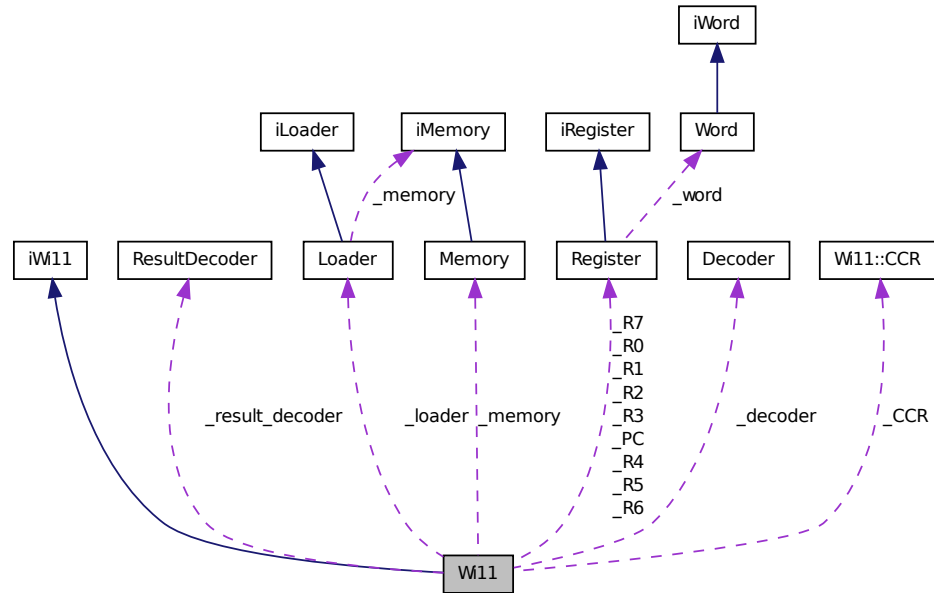 iWord
iLoader
iMemory
iRegister
Word
_memory
_word
iWi11
ResultDecoder
Loader
Memory
Register
Decoder
Wi11::CCR
_R7
_R0
_R1
_R2
_R3
_PC
_R4
_R5
_R6
_result_decoder
_loader
_memory
_decoder
_CCR
Wi11